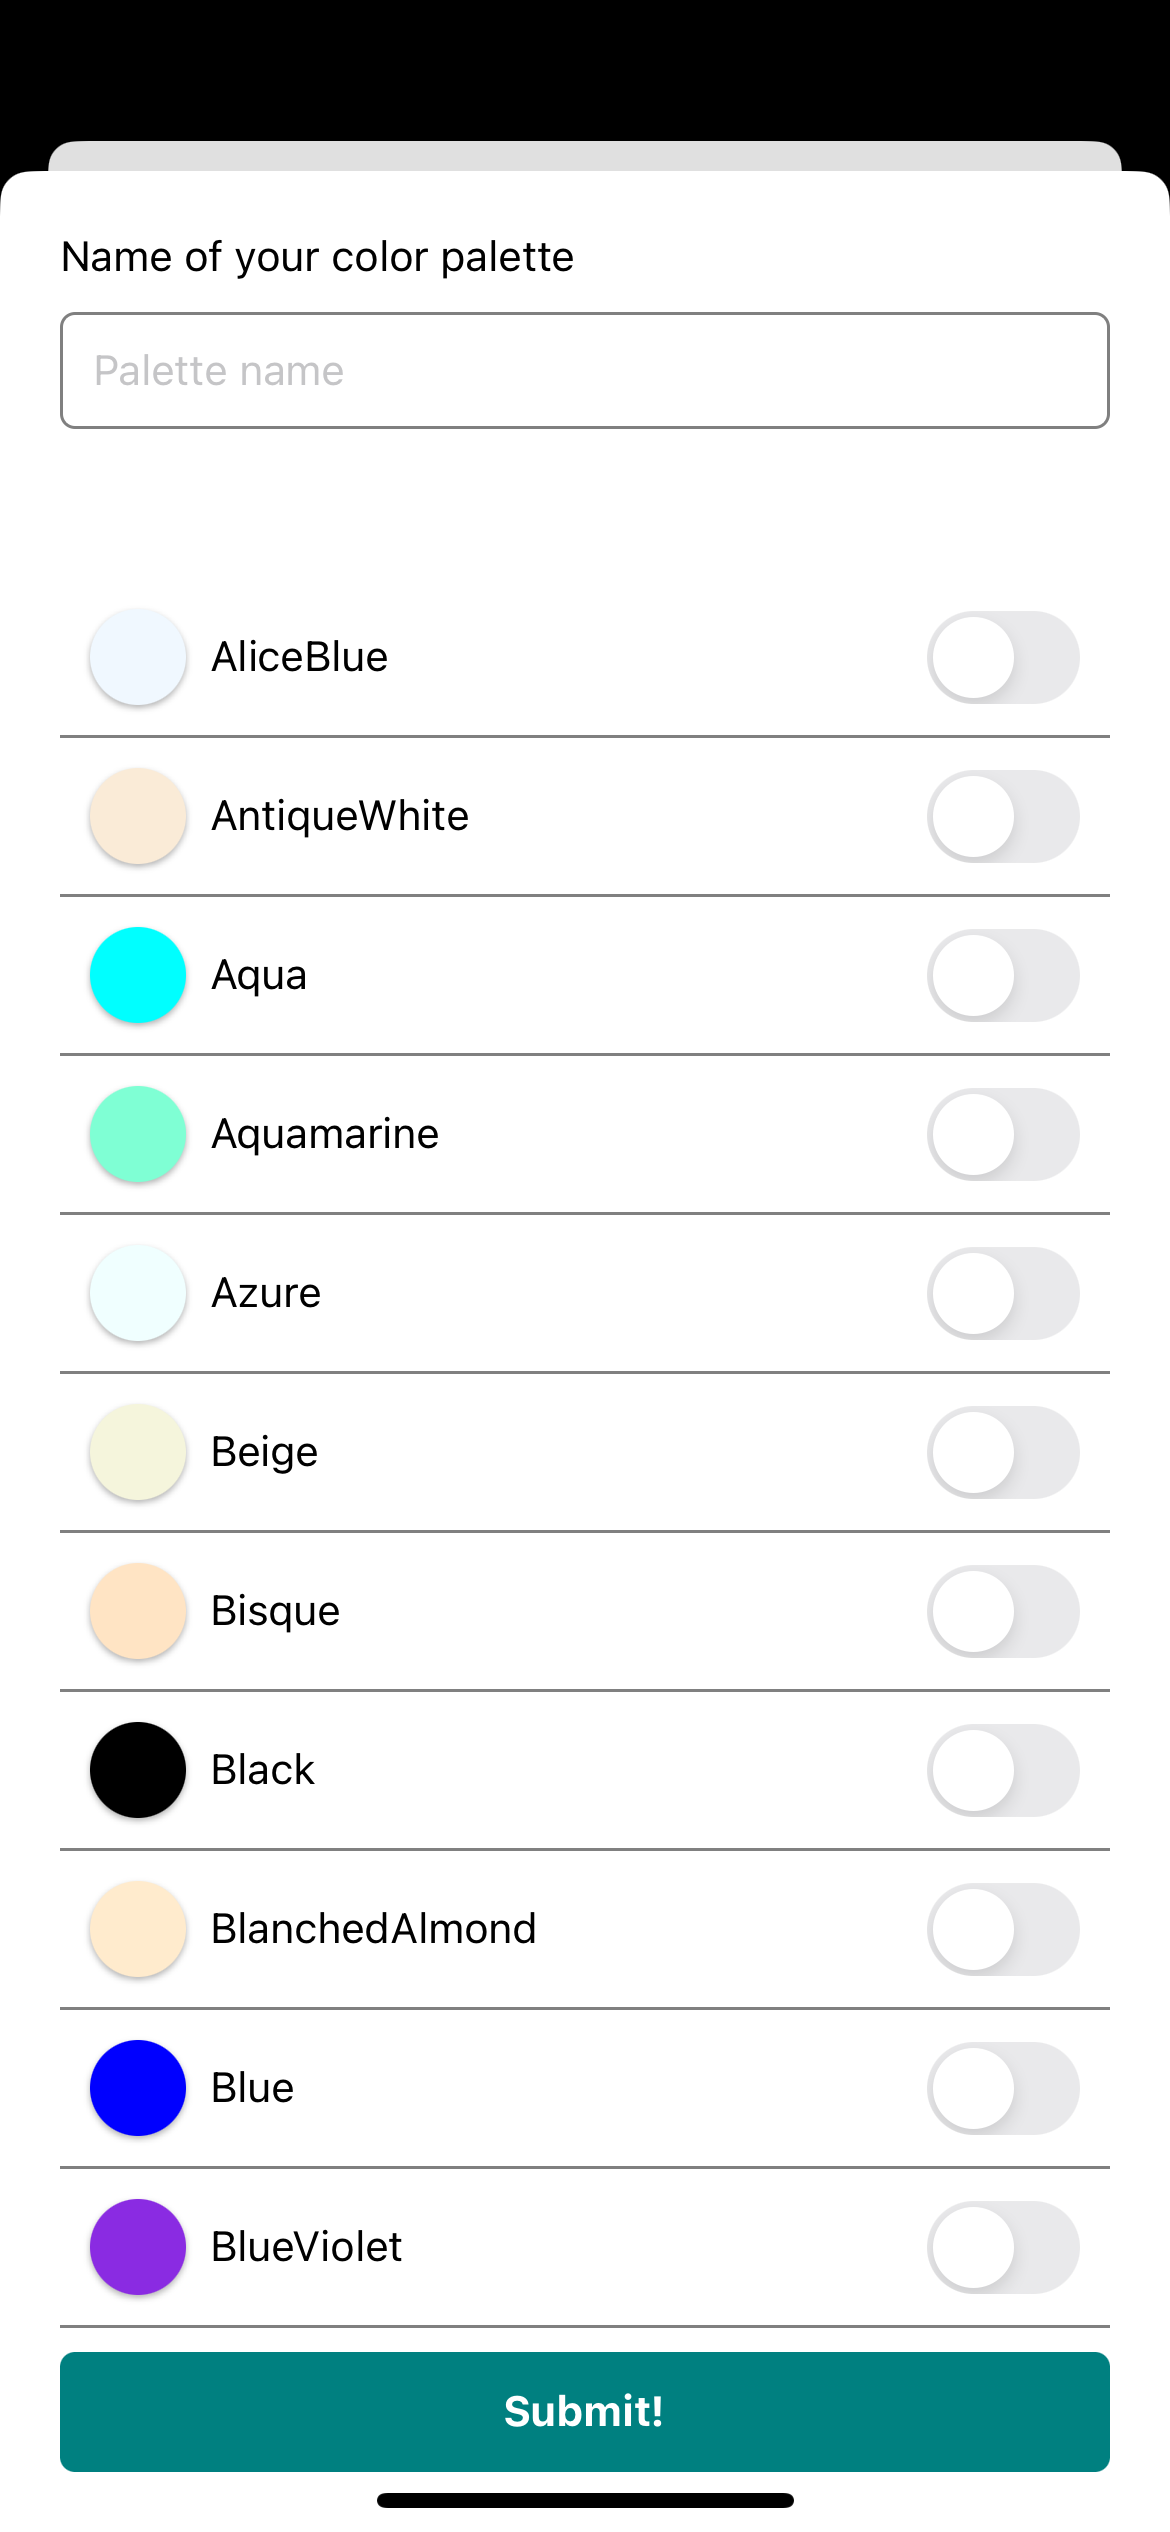 Name of your color palette
Palette name
AliceBlue
AntiqueWhite
Aqua
Aquamarine
Azure
Beige
Bisque
Black
BlanchedAlmond
Blue
BlueViolet
Submit!